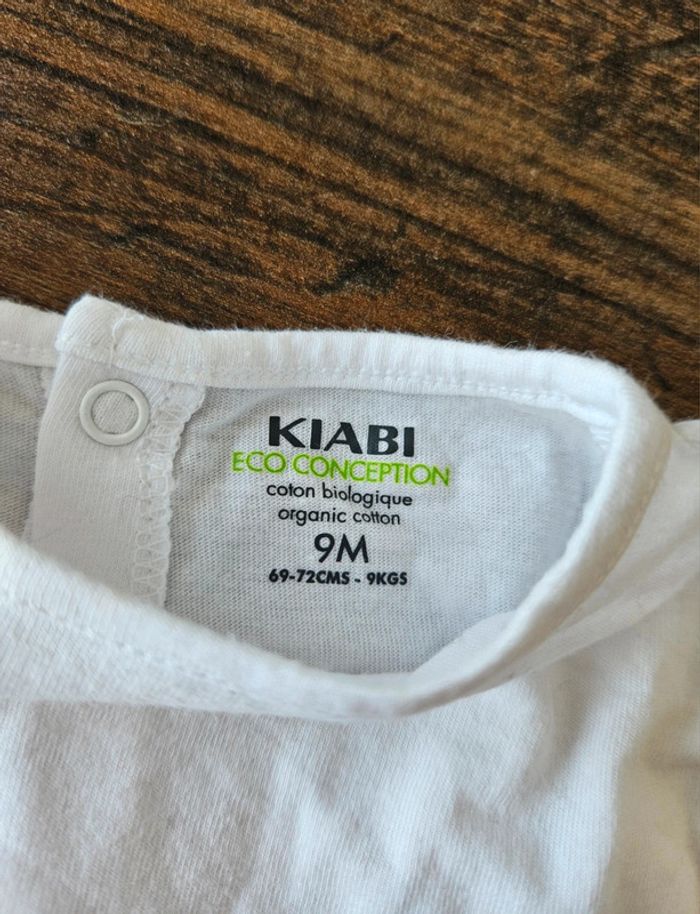 KIABI
ECO CONCEPTION
coton biologique
organic cotton
9M
69-72CMS - 9KGS